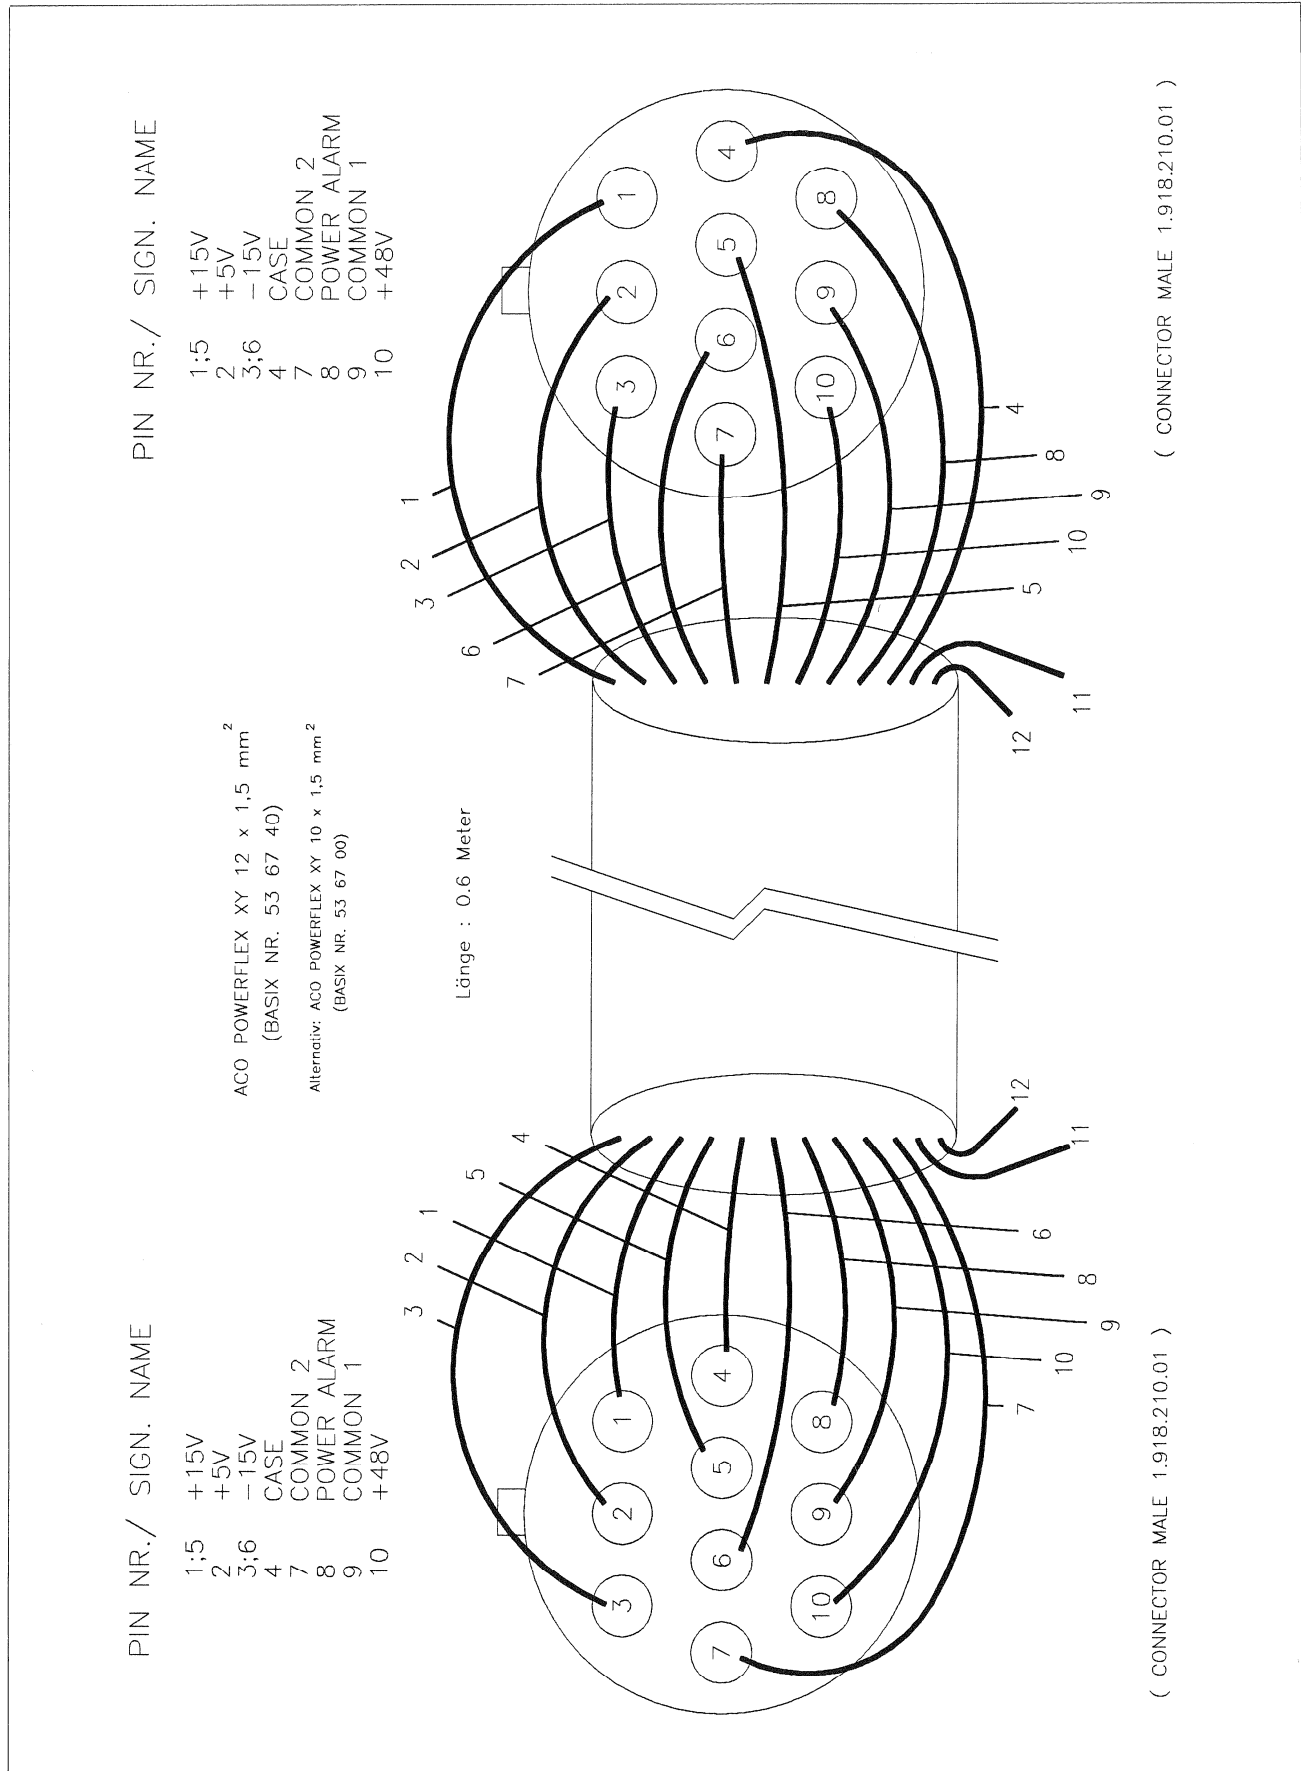 PIN NR./ SIGN. NAME
1;5 +15V
2 +5V
3;6 -15V
4 CASE
7 COMMON 2
8 POWER ALARM
9 COMMON 1
10 +48V
3
2
1
5
4
3
2
1
6
5
4
7
10
9
8
12
11
6
8
9
10
7
( CONNECTOR MALE 1.918.210.01 )
ACO POWERFLEX XY 12 x 1,5 mm²
(BASIX NR. 53 67 40)
Alternativ: ACO POWERFLEX XY 10 x 1,5 mm²
(BASIX NR. 53 67 00)
Länge : 0.6 Meter
PIN NR./ SIGN. NAME
1;5 +15V
2 +5V
3;6 -15V
4 CASE
7 COMMON 2
8 POWER ALARM
9 COMMON 1
10 +48V
7
6
3
2
1
3
2
1
7
6
5
4
10
9
8
12
11
5
10
9
8
4
( CONNECTOR MALE 1.918.210.01 )